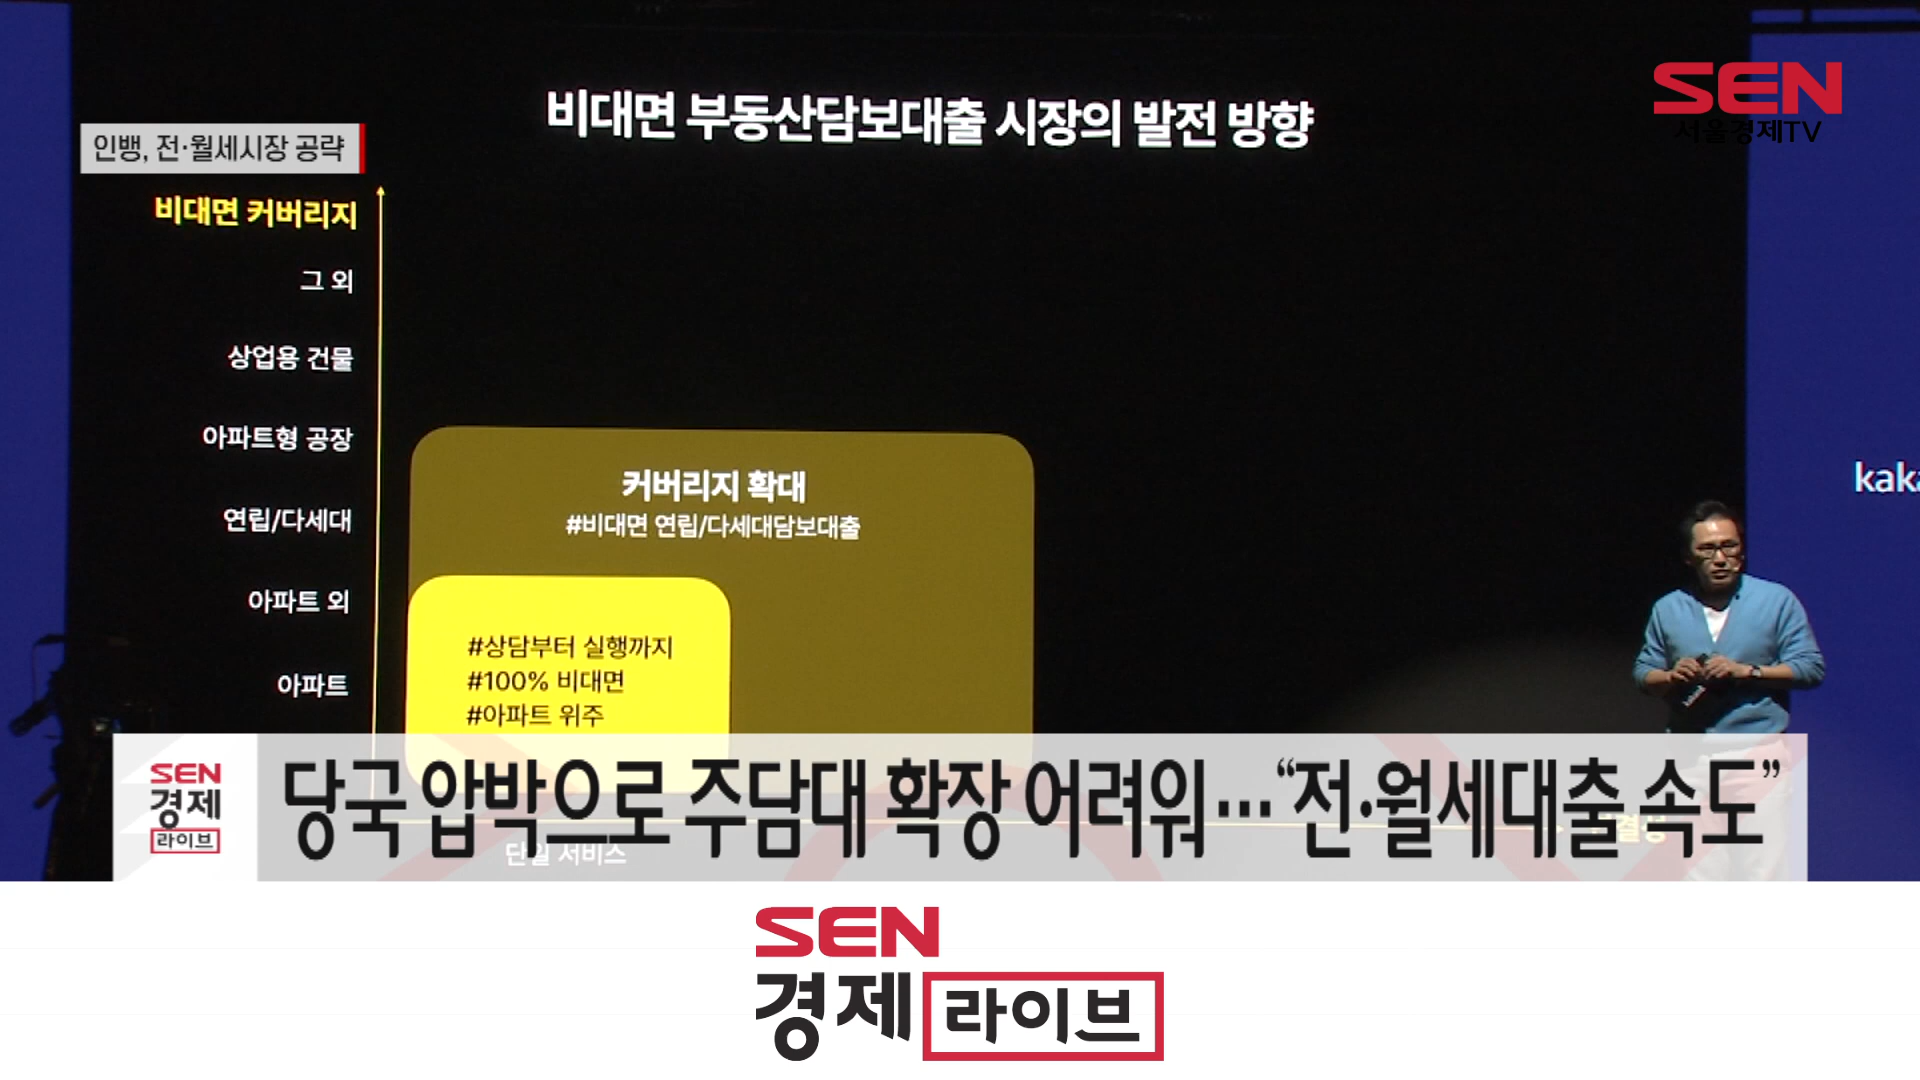 비대면 부동산담보대출 시장의 발전 방향
SEN
서울경제TV
인뱅, 전·월세시장 공략
비대면 커버리지
그 외
상업용 건물
아파트형 공장
연립/다세대
아파트 외
아파트
커버리지 확대
#비대면 연립/다세대담보대출
#상담부터 실행까지
#100% 비대면
#아파트 위주
SEN
경제
라이브
당국 압박으로 주담대 확장 어려워…“전·월세대출 속도”
단일 서비스
SEN
경제 라이브